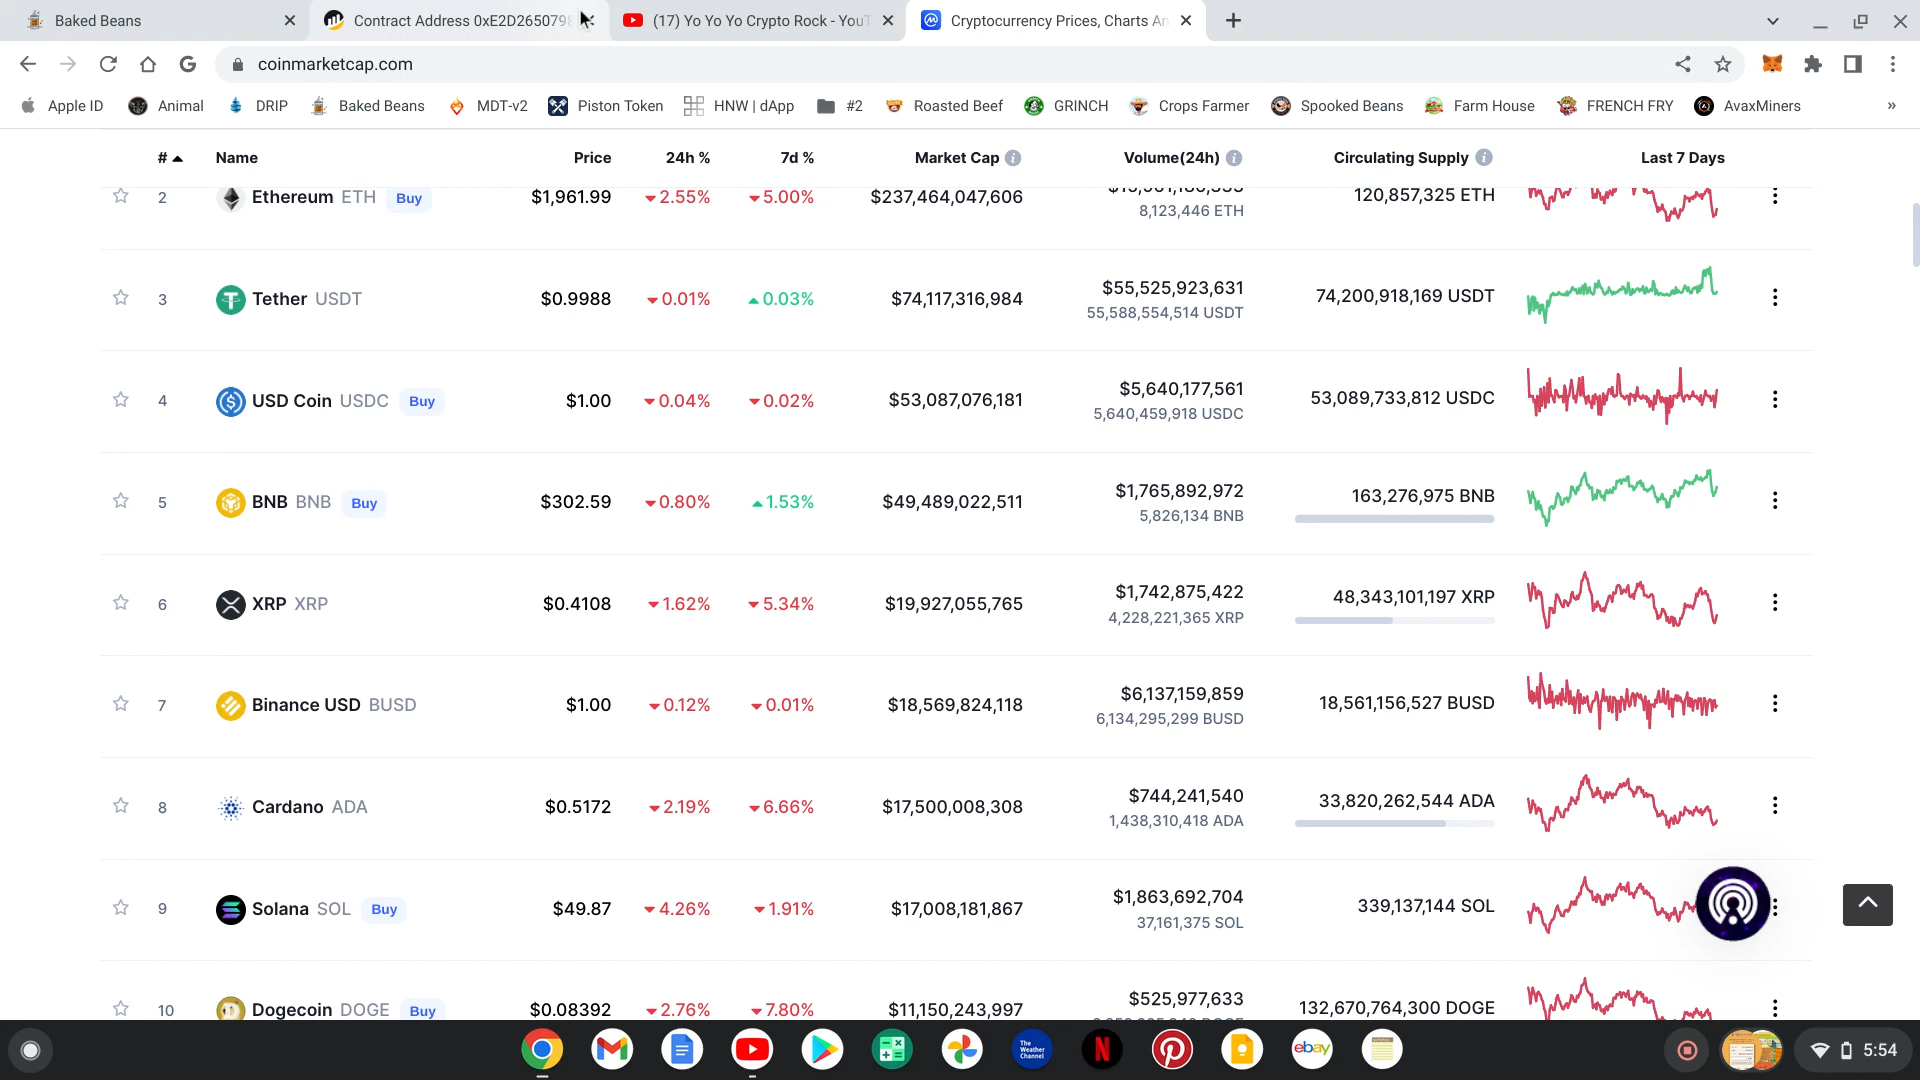 Baked Beans
Contract Address 0xE2D2650798
(17) Yo Yo Yo Crypto Rock - YouT
Cryptocurrency Prices, Charts An
coinmarketcap.com
Apple ID Animal DRIP Baked Beans MDT-v2 Piston Token HNW | dApp #2 Roasted Beef GRINCH Crops Farmer Spooked Beans Farm House FRENCH FRY AvaxMiners »
# Name Price 24h % 7d % Market Cap Volume(24h) Circulating Supply Last 7 Days
2 Ethereum ETH Buy $1,961.99 2.55% 5.00% $237,464,047,606 120,857,325 ETH
8,123,446 ETH
3 Tether USDT $0.9988 0.01% 0.03% $74,117,316,984 $55,525,923,631 74,200,918,169 USDT
55,588,554,514 USDT
4 USD Coin USDC Buy $1.00 0.04% 0.02% $53,087,076,181 $5,640,177,561 53,089,733,812 USDC
5,640,459,918 USDC
5 BNB BNB Buy $302.59 0.80% 1.53% $49,489,022,511 $1,765,892,972 163,276,975 BNB
5,826,134 BNB
6 XRP XRP $0.4108 1.62% 5.34% $19,927,055,765 $1,742,875,422 48,343,101,197 XRP
4,228,221,365 XRP
7 Binance USD BUSD $1.00 0.12% 0.01% $18,569,824,118 $6,137,159,859 18,561,156,527 BUSD
6,134,295,299 BUSD
8 Cardano ADA $0.5172 2.19% 6.66% $17,500,008,308 $744,241,540 33,820,262,544 ADA
1,438,310,418 ADA
9 Solana SOL Buy $49.87 4.26% 1.91% $17,008,181,867 $1,863,692,704 339,137,144 SOL
37,161,375 SOL
10 Dogecoin DOGE Buy $0.08392 2.76% 7.80% $11,150,243,997 $525,977,633 132,670,764,300 DOGE
The Weather Channel
N
ebay
5:54